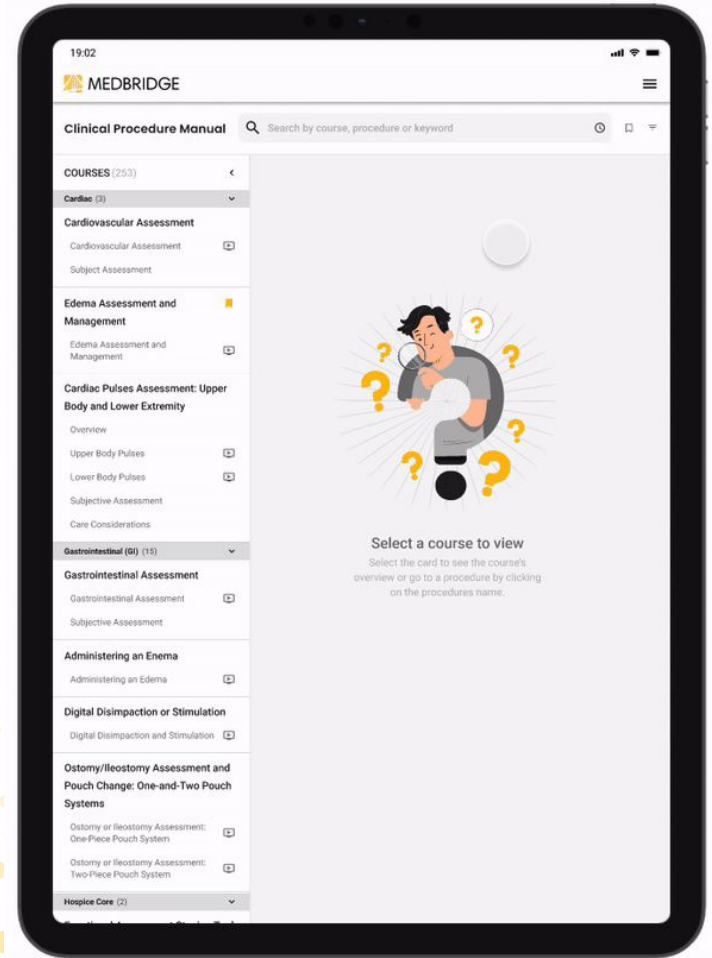 19:02
MEDBRIDGE
Clinical Procedure Manual
Search by course, procedure or keyword
COURSES (253)
Cardiac (3)
Cardiovascular Assessment
Cardiovascular Assessment
Subject Assessment
Edema Assessment and
Management
Edema Assessment and
Management
Cardiac Pulses Assessment: Upper
Body and Lower Extremity
Overview
Upper Body Pulses
Lower Body Pulses
Subjective Assessment
Care Considerations
Gastrointestinal (GI) (15)
Gastrointestinal Assessment
Gastrointestinal Assessment
Subjective Assessment
Administering an Enema
Administering an Edema
Digital Disimpaction or Stimulation
Digital Disimpaction and Stimulation
Ostomy/Ileostomy Assessment and
Pouch Change: One-and-Two Pouch
Systems
Ostomy or Ileostomy Assessment:
One-Piece Pouch System
Ostomy or Ileostomy Assessment:
Two-Piece Pouch System
Hospice Core (2)
? ? ? ? ? ? ?
Select a course to view
Select the card to see the course's
overview or go to a procedure by clicking
on the procedures name.